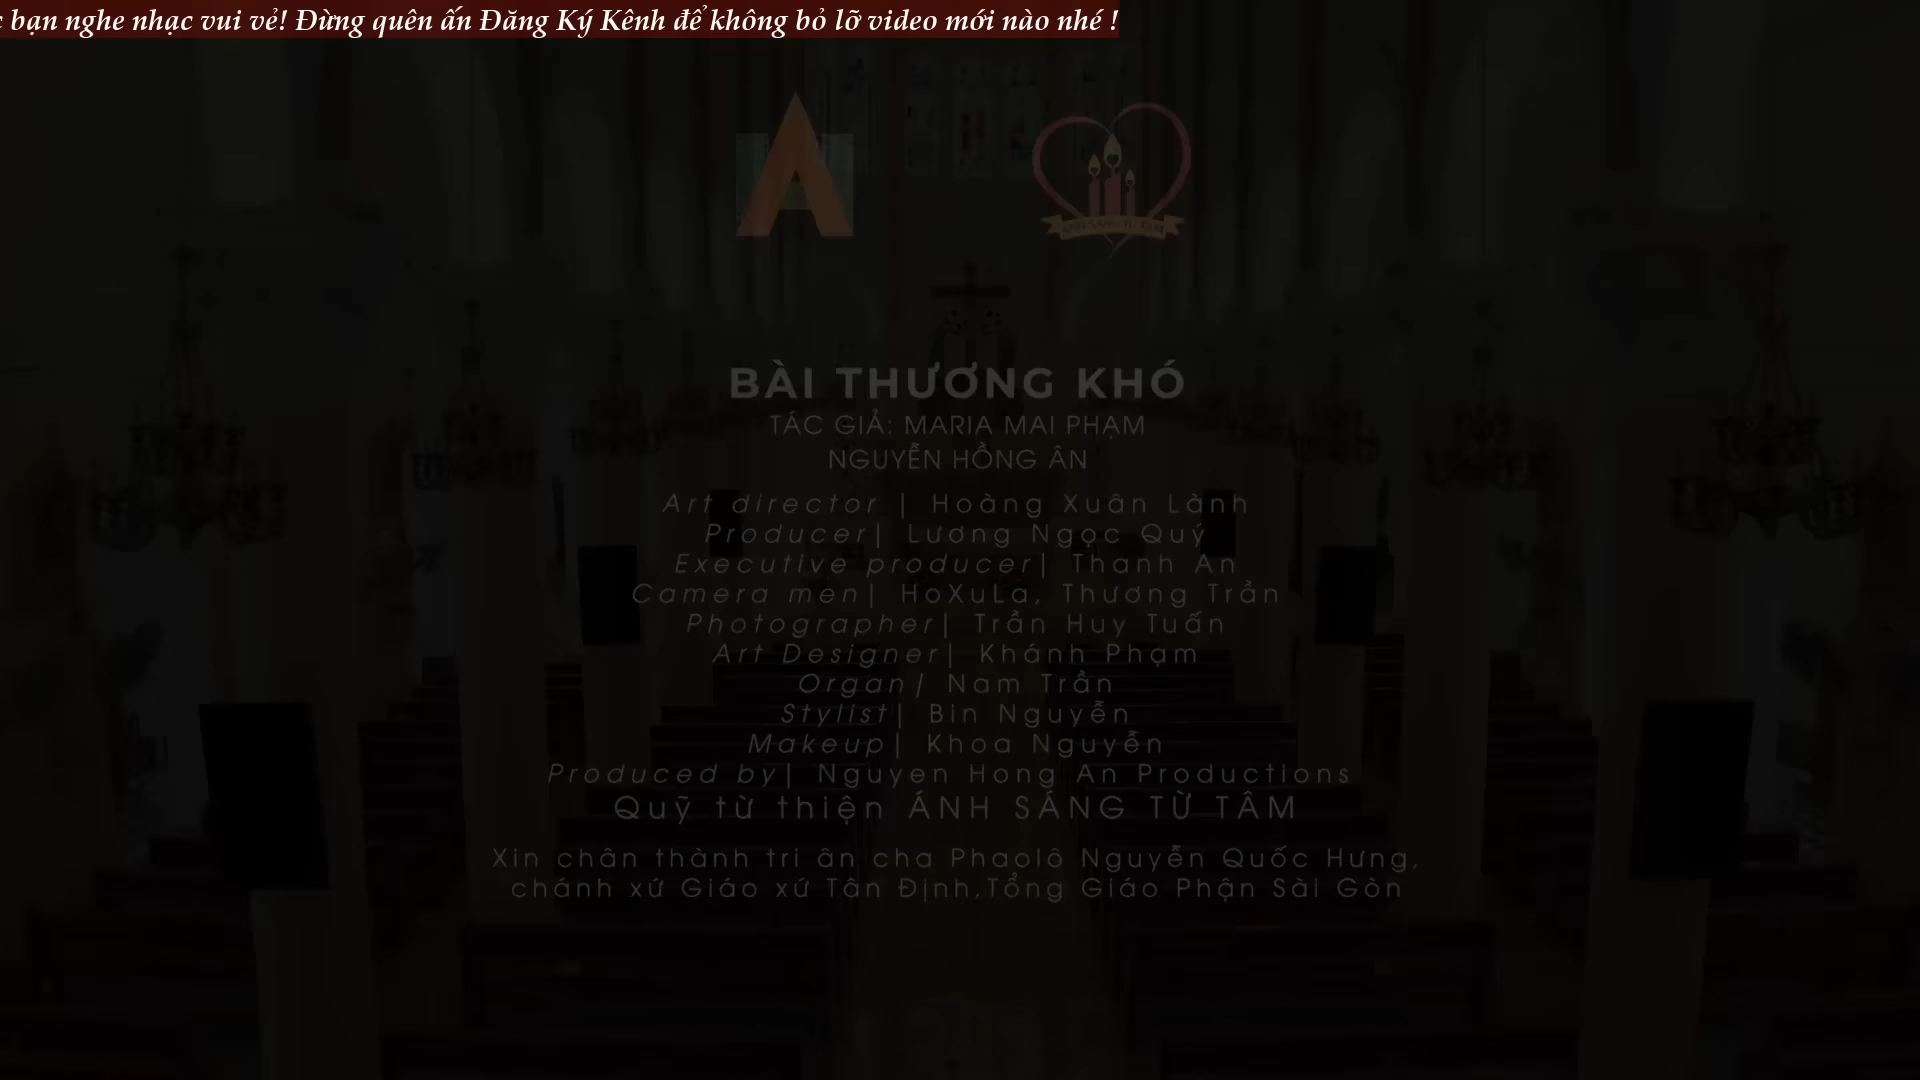 bạn nghe nhạc vui vẻ! Đừng quên ấn Đăng Ký Kênh để không bỏ lỡ video mới nào nhé !
BÀI THƯƠNG KHÓ
TÁC GIẢ: MARIA MAI PHẠM
NGUYỄN HỒNG ÂN
Art director | Hoàng Xuân Lành
Producer| Lương Ngọc Quý
Executive producer| Thanh An
Camera men| HoXuLa, Thương Trần
Photographer| Trần Huy Tuấn
Art Designer| Khánh Phạm
Organ| Nam Trần
Stylist| Bin Nguyễn
Makeup| Khoa Nguyễn
Produced by| Nguyen Hong An Productions
Quỹ từ thiện ÁNH SÁNG TỪ TÂM
Xin chân thành tri ân cha Phaolô Nguyễn Quốc Hưng,
chánh xứ Giáo xứ Tân Định,Tổng Giáo Phận Sài Gòn